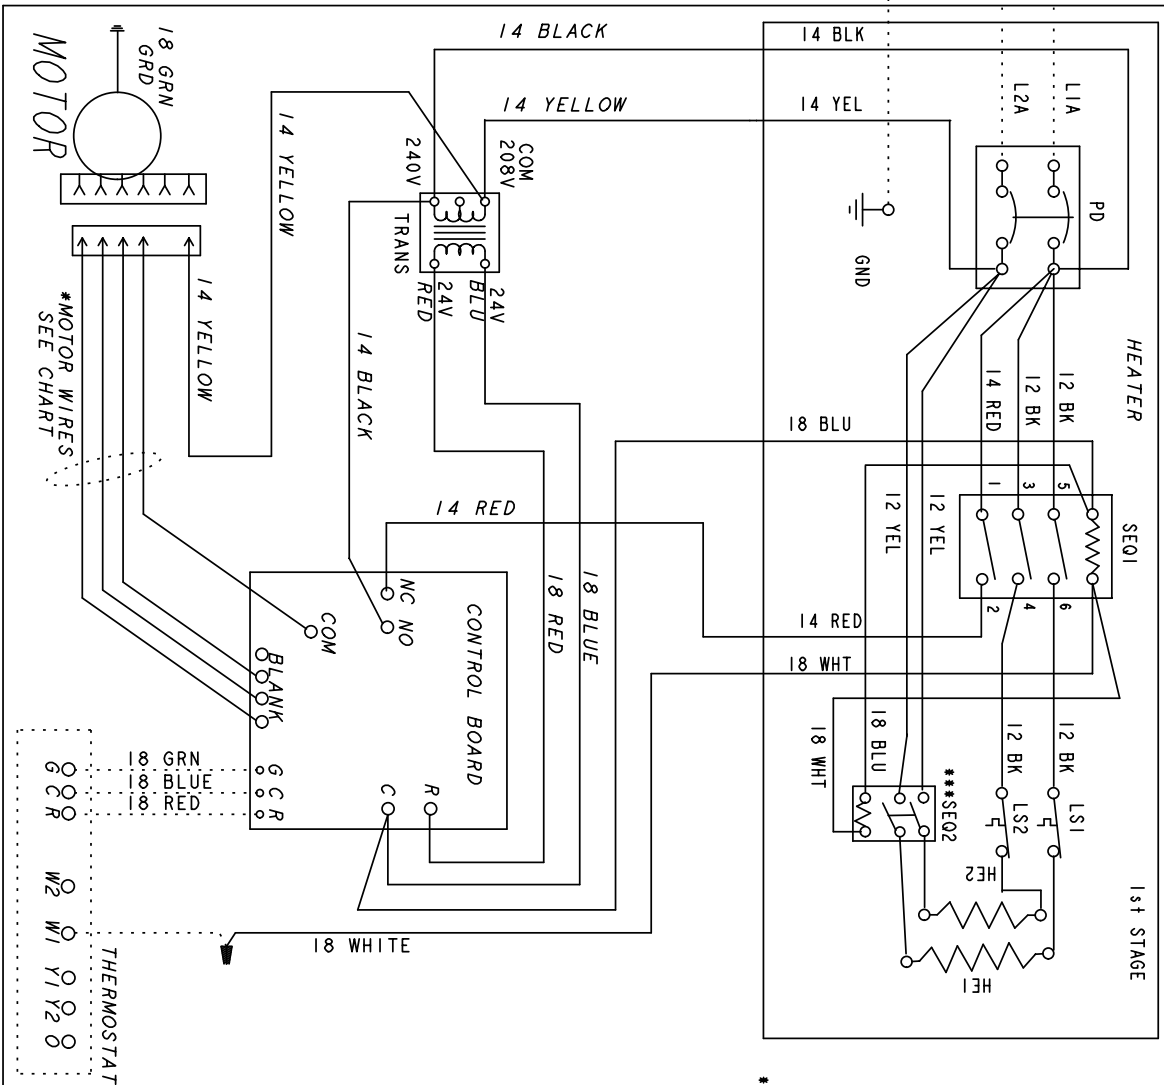 14 BLACK
14 BLK
18 GRN
GRD
MOTOR
14 YELLOW
14 YELLOW
14 YEL
L2A
L1A
COM
208V
240V
TRANS
24V
BLU
24V
RED
PD
GND
HEATER
14 YELLOW
*MOTOR WIRES
SEE CHART
14 BLACK
14 RED
12 BK
12 BK
18 BLU
1
3
5
SEQ1
12 YEL
12 YEL
14 RED
2
4
6
NC
NO
COM
CONTROL BOARD
BLANK
18 RED
18 BLUE
14 RED
18 WHT
18 WHT
18 BLU
12 BK
12 BK
***SEQ2
LS2
LS1
HE2
HE1
1st STAGE
G
C
R
18 GRN
18 BLUE
18 RED
G
C
R
C
R
W2
W1
Y1
Y2
O
THERMOSTAT
18 WHITE
*